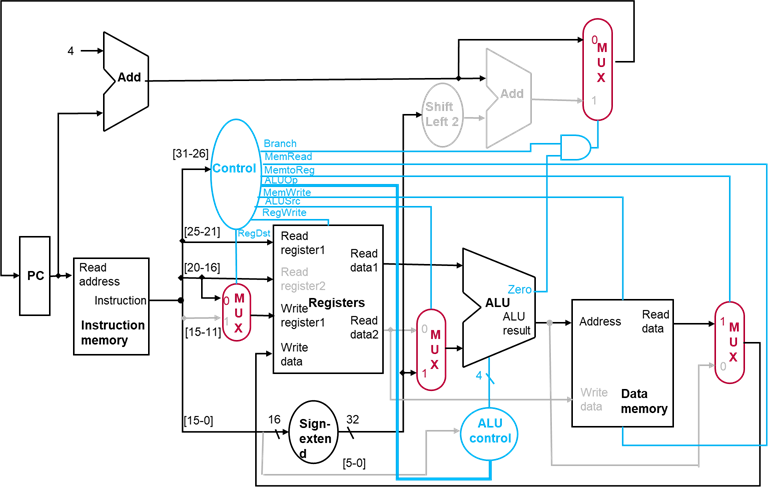 4
Add
Shift
Left 2
Add
0
M
U
X
1
[31-26]
Control
Branch
MemRead
MemtoReg
ALUOp
MemWrite
ALUSrc
RegWrite
RegDst
[25-21]
[20-16]
[15-11]
[15-0]
PC
Read
address
Instruction
Instruction
memory
0
M
U
X
1
Read
register1
Read
register2
Write
register1
Write
data
Registers
Read
data1
Read
data2
0
M
U
X
1
Zero
ALU
ALU
result
4
ALU
control
Address
Read
data
Write
data
Data
memory
1
M
U
X
0
16
Sign-
exten
d
32
[5-0]